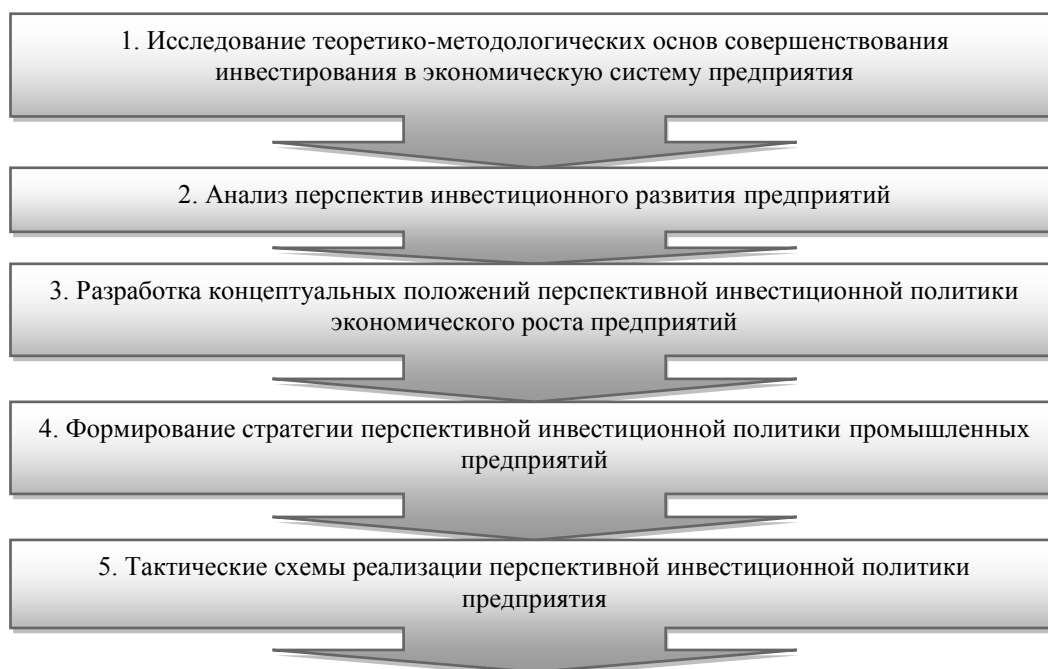 1. Исследование теоретико-методологических основ совершенствования
инвестирования в экономическую систему предприятия
2. Анализ перспектив инвестиционного развития предприятий
3. Разработка концептуальных положений перспективной инвестиционной политики
экономического роста предприятий
4. Формирование стратегии перспективной инвестиционной политики промышленных
предприятий
5. Тактические схемы реализации перспективной инвестиционной политики
предприятия